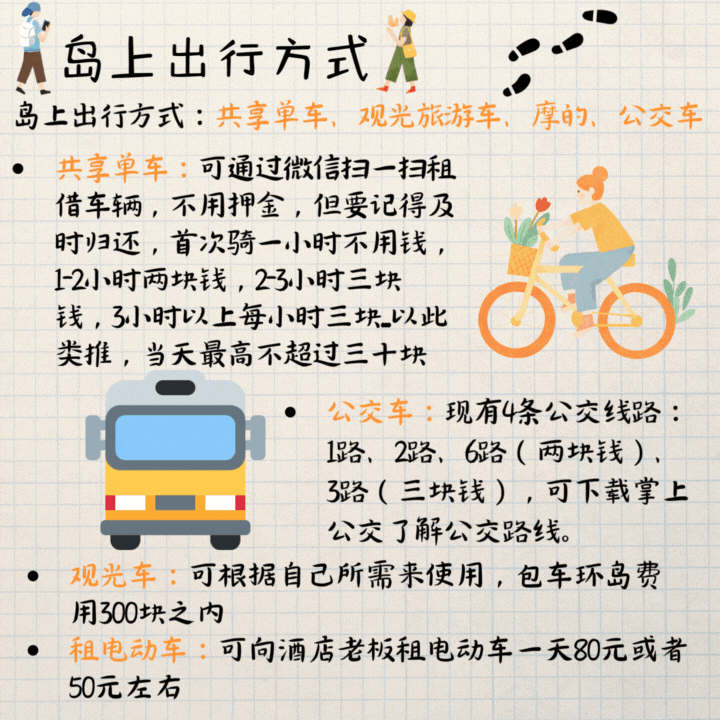 岛上出行方式
岛上出行方式：共享单车、观光旅游车、摩的、公交车
共享单车：可通过微信扫一扫租
借车辆，不用押金，但要记得及
时归还，首次骑一小时不用钱，
1-2小时两块钱，2-3小时三块
钱，3小时以上每小时三块...以此
类推，当天最高不超过三十块
公交车：现有4条公交线路：
1路、2路、6路（两块钱）、
3路（三块钱），可下载掌上
公交了解公交路线。
观光车：可根据自己所需来使用，包车环岛费
用300块之内
租电动车：可向酒店老板租电动车一天80元或者
50元左右